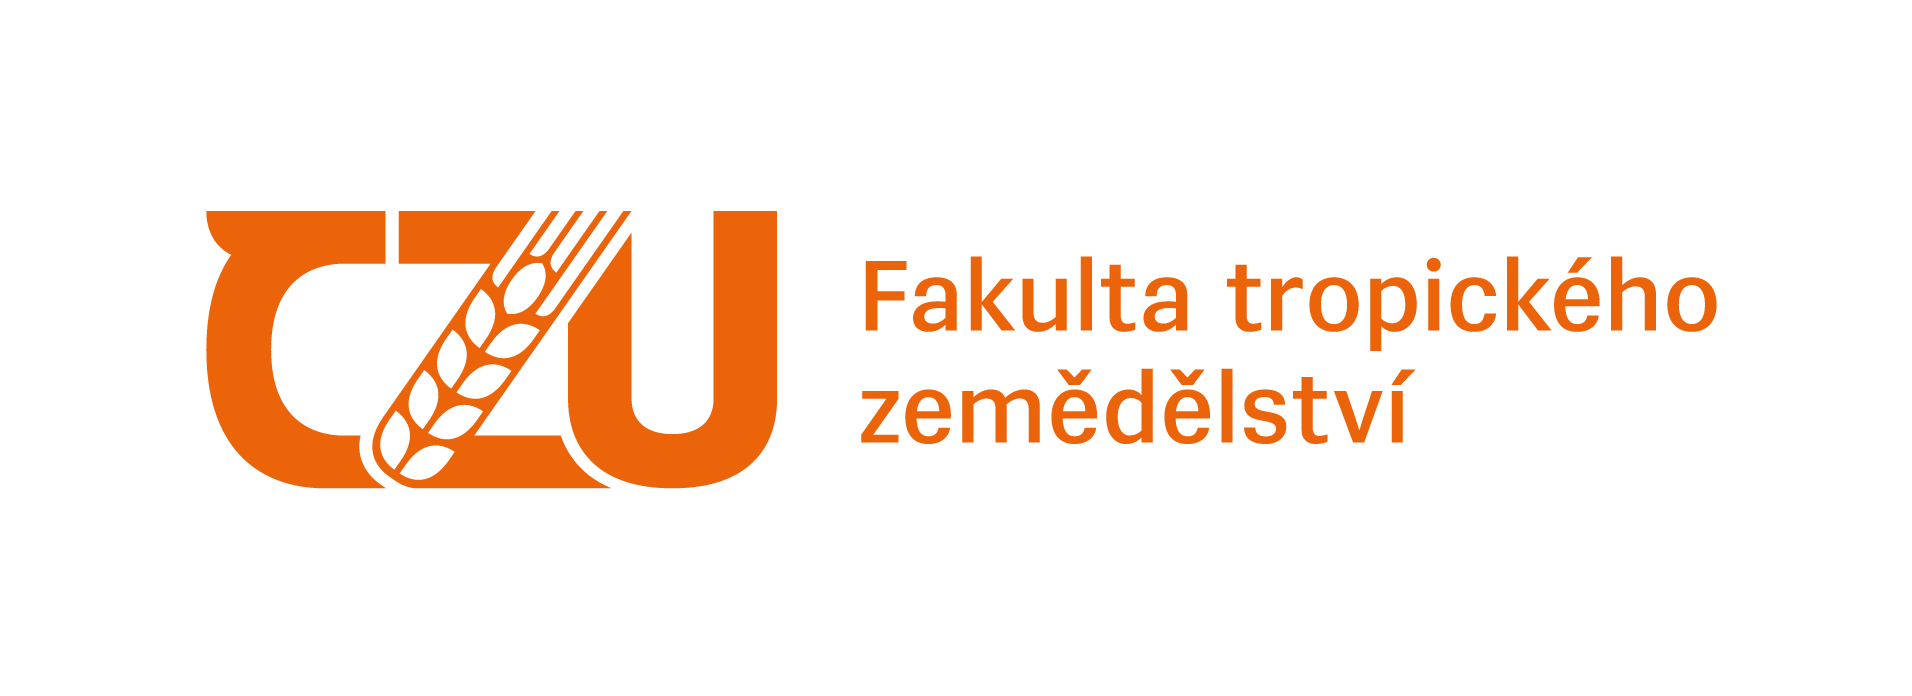 ČZU
Fakulta tropického
zemědělství